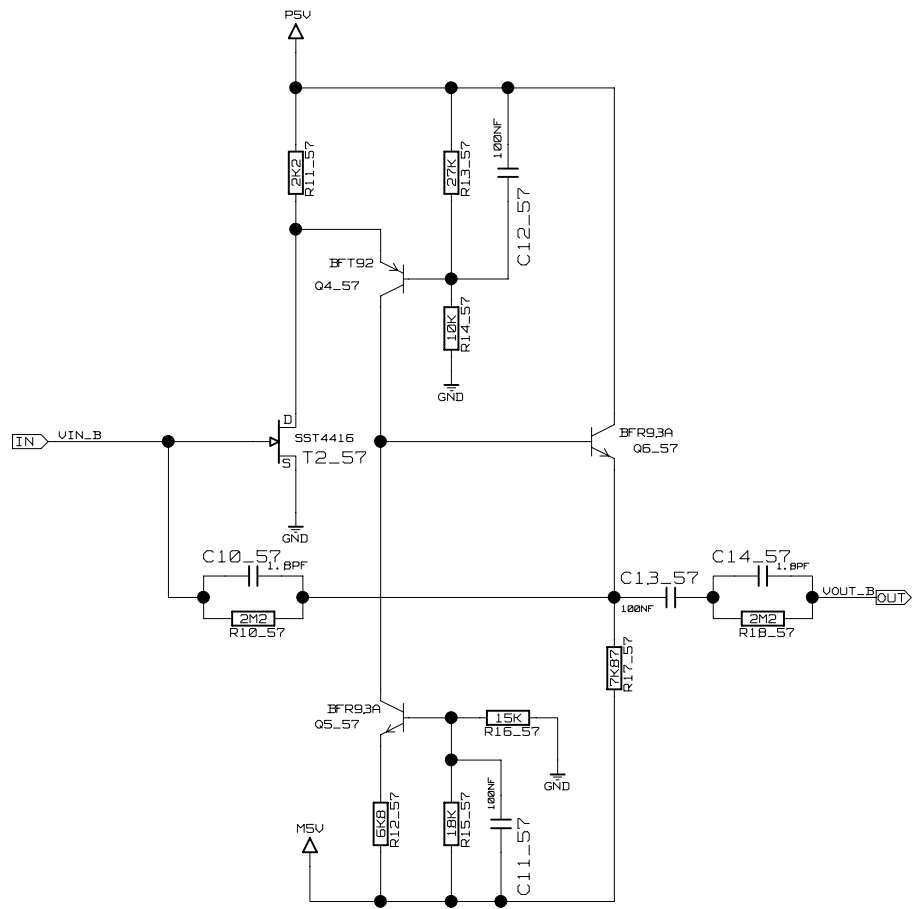 P5V
2K2
R11_57
27K
R13_57
100NF
C12_57
BFT92
Q4_57
10K
R14_57
GND
IN
VIN_B
D
S
SST4416
T2_57
GND
BFR93A
Q6_57
C10_57
1.8PF
2M2
R10_57
C13_57
100NF
C14_57
1.8PF
2M2
R18_57
VOUT_B
OUT
7K87
R17_57
BFR93A
Q5_57
15K
R16_57
GND
M5V
6K8
R12_57
18K
R15_57
100NF
C11_57